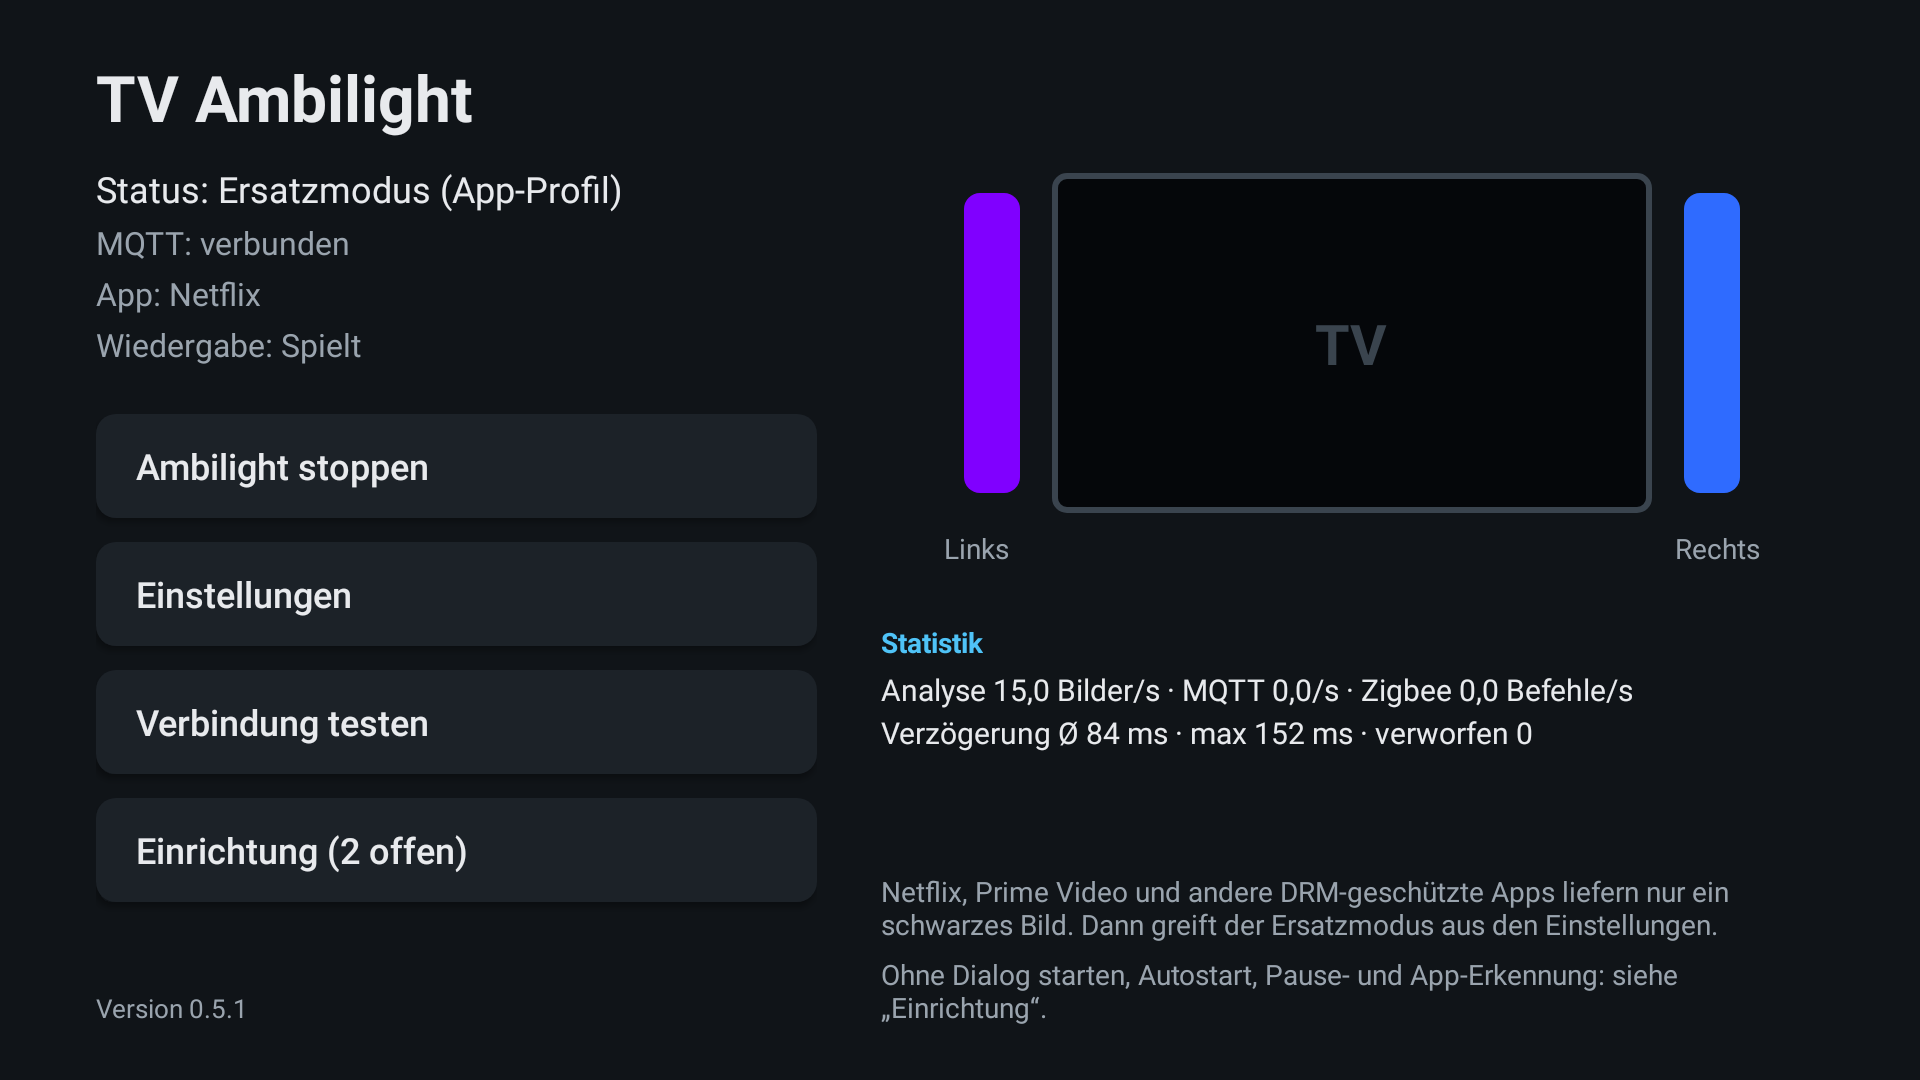 TV Ambilight
Status: Ersatzmodus (App-Profil)
MQTT: verbunden
App: Netflix
Wiedergabe: Spielt
Ambilight stoppen
Einstellungen
Verbindung testen
Einrichtung (2 offen)
Version 0.5.1
TV
Links
Rechts
Statistik
Analyse 15,0 Bilder/s · MQTT 0,0/s · Zigbee 0,0 Befehle/s
Verzögerung Ø 84 ms · max 152 ms · verworfen 0
Netflix, Prime Video und andere DRM-geschützte Apps liefern nur ein
schwarzes Bild. Dann greift der Ersatzmodus aus den Einstellungen.
Ohne Dialog starten, Autostart, Pause- und App-Erkennung: siehe
„Einrichtung“.